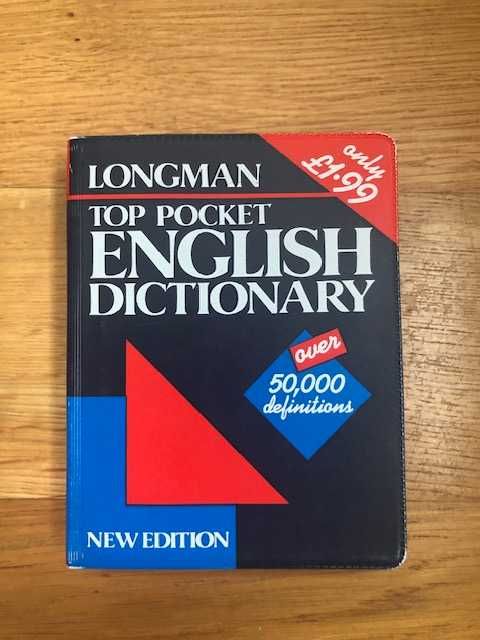 only
£1.99
LONGMAN
TOP POCKET
ENGLISH
DICTIONARY
over
50,000
definitions
NEW EDITION